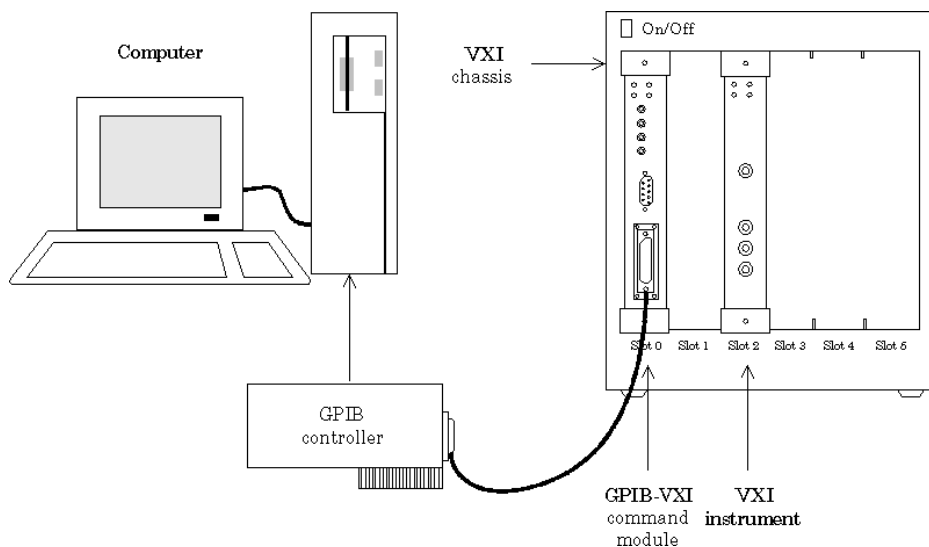 Computer
VXI
chassis
On/Off
Slot 0 Slot 1 Slot 2 Slot 3 Slot 4 Slot 5
GPIB
controller
GPIB-VXI
command
module
VXI
instrument